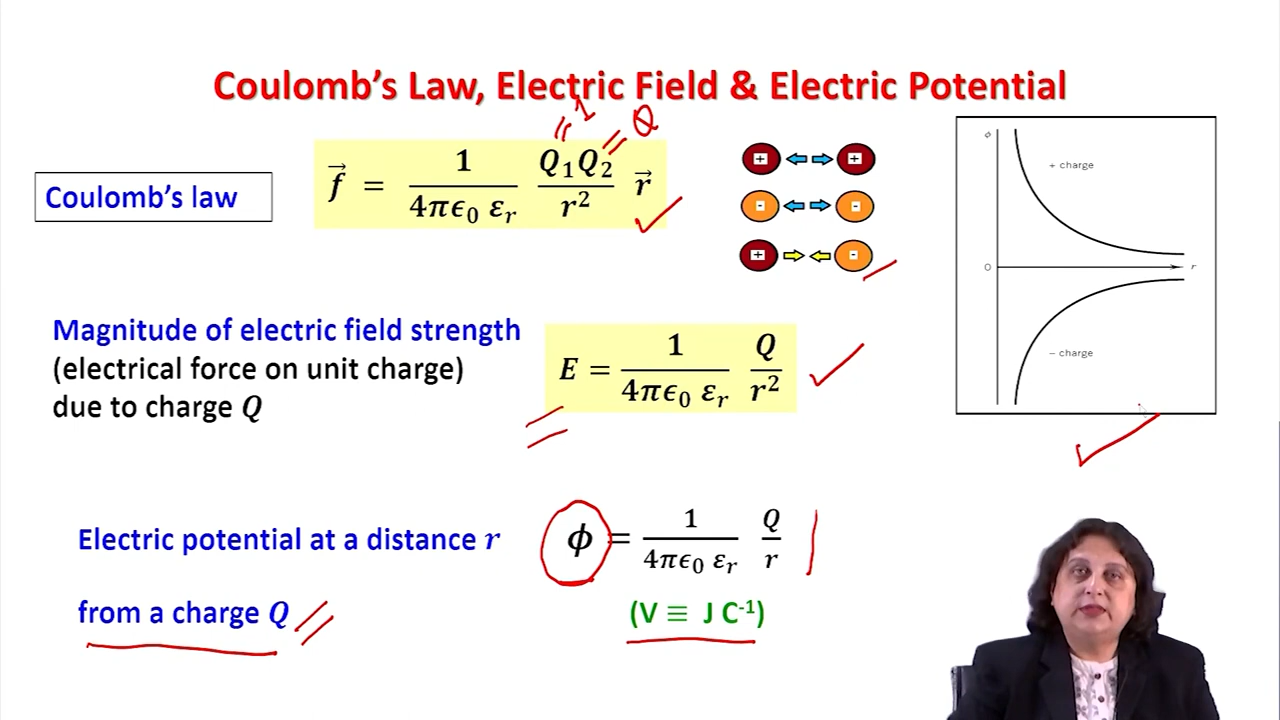 Coulomb's Law, Electric Field & Electric Potential
= 1
= Q
Coulomb's law
f⃗ = 1/(4πϵ₀ εᵣ) Q₁Q₂/r² r⃗
+ +
- -
+ -
ϕ
+ charge
0 r
− charge
Magnitude of electric field strength
(electrical force on unit charge)
due to charge Q
E = 1/(4πϵ₀ εᵣ) Q/r²
Electric potential at a distance r
from a charge Q
ϕ = 1/(4πϵ₀ εᵣ) Q/r
(V ≡ J C⁻¹)